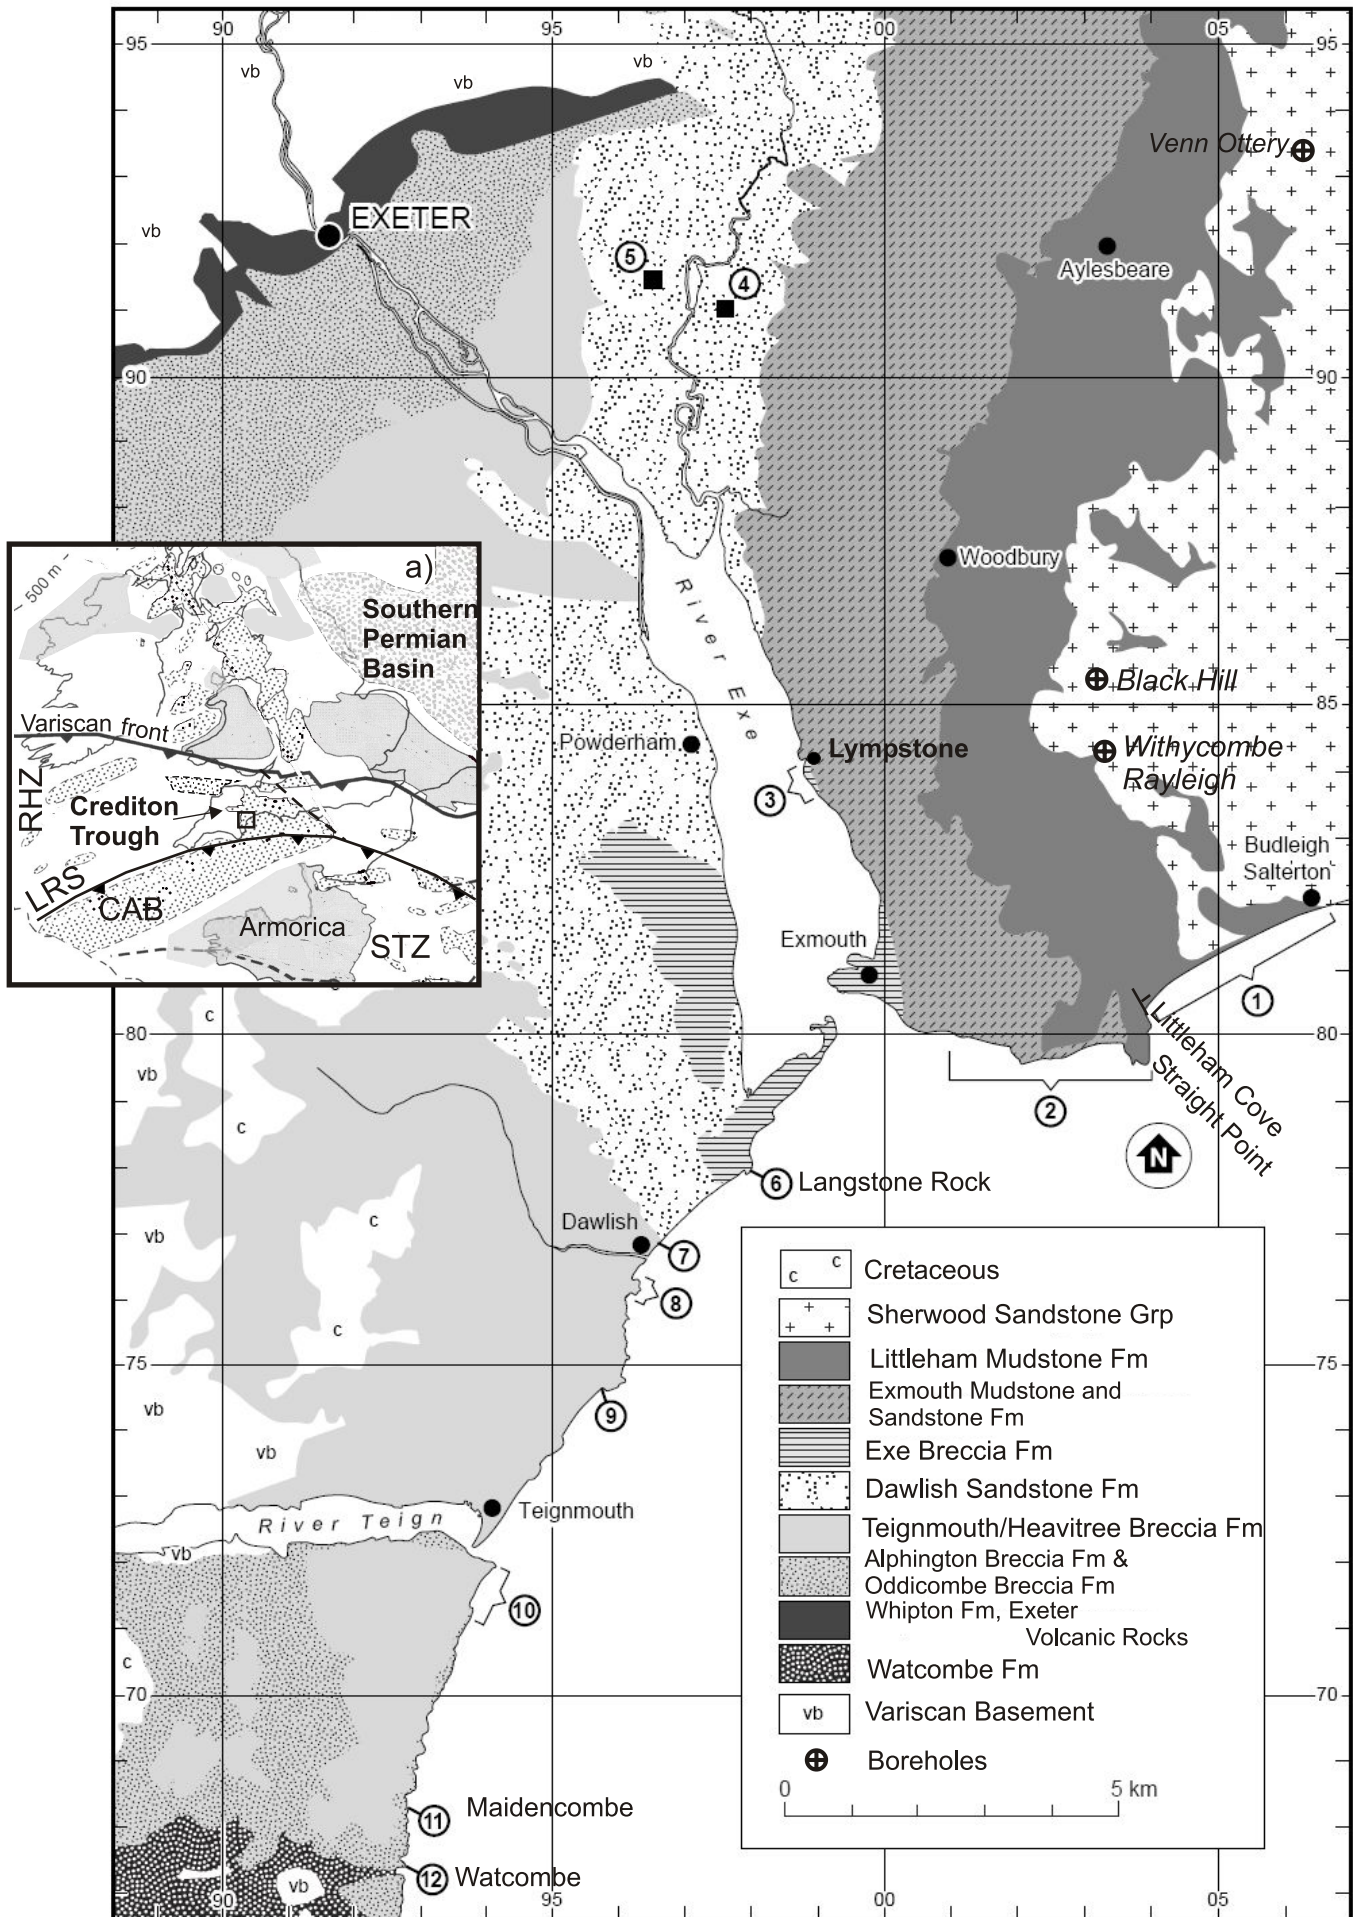 90
95
00
05
95
95
vb
vb
vb
Venn Ottery
EXETER
vb
5
4
Aylesbeare
90
90
Woodbury
a)
500 m
Southern
Permian
Basin
Variscan front
RHZ
Crediton
Trough
LRS
CAB
Armorica
STZ
River Exe
Black Hill
85
Powderham
Lympstone
Withycombe
Rayleigh
3
Budleigh
Salterton
Exmouth
1
c
80
80
vb
Littleham Cove
Straight Point
2
c
N
6
Langstone Rock
c
Dawlish
vb
7
8
c
75
75
vb
9
vb
Teignmouth
River Teign
vb
10
c
70
70
11
Maidencombe
12
Watcombe
vb
90
95
00
05
c
c
Cretaceous
Sherwood Sandstone Grp
Littleham Mudstone Fm
Exmouth Mudstone and
Sandstone Fm
Exe Breccia Fm
Dawlish Sandstone Fm
Teignmouth/Heavitree Breccia Fm
Alphington Breccia Fm &
Oddicombe Breccia Fm
Whipton Fm, Exeter
Volcanic Rocks
Watcombe Fm
vb
Variscan Basement
Boreholes
0
5 km